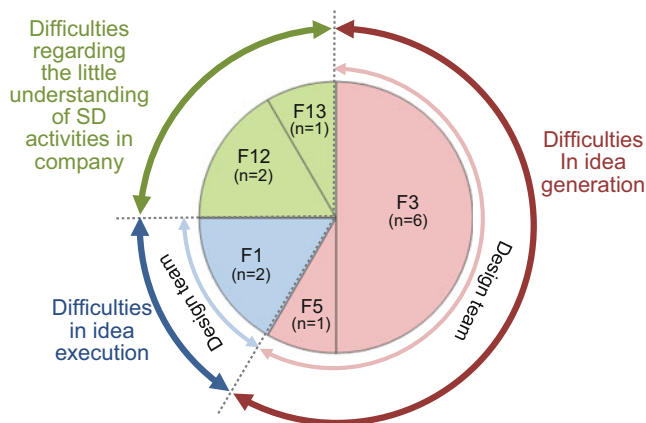 Difficulties
regarding
the little
understanding
of SD
activities in
company
F13
(n=1)
F12
(n=2)
F3
(n=6)
Difficulties
In idea
generation
F1
(n=2)
F5
(n=1)
Design team
Design team
Difficulties
in idea
execution